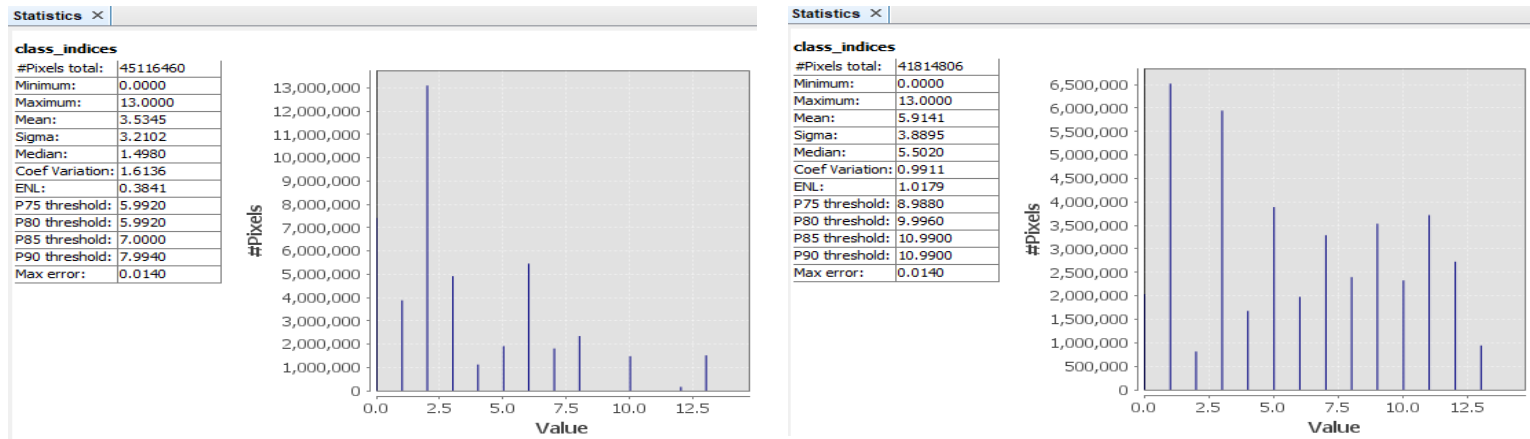 Statistics ×
class_indices
#Pixels total: 45116460
Minimum: 0.0000
Maximum: 13.0000
Mean: 3.5345
Sigma: 3.2102
Median: 1.4980
Coef Variation: 1.6136
ENL: 0.3841
P75 threshold: 5.9920
P80 threshold: 5.9920
P85 threshold: 7.0000
P90 threshold: 7.9940
Max error: 0.0140
#Pixels
13,000,000
12,000,000
11,000,000
10,000,000
9,000,000
8,000,000
7,000,000
6,000,000
5,000,000
4,000,000
3,000,000
2,000,000
1,000,000
0
0.0 2.5 5.0 7.5 10.0 12.5
Value
Statistics ×
class_indices
#Pixels total: 41814806
Minimum: 0.0000
Maximum: 13.0000
Mean: 5.9141
Sigma: 3.8895
Median: 5.5020
Coef Variation: 0.9911
ENL: 1.0179
P75 threshold: 8.9880
P80 threshold: 9.9960
P85 threshold: 10.9900
P90 threshold: 10.9900
Max error: 0.0140
#Pixels
6,500,000
6,000,000
5,500,000
5,000,000
4,500,000
4,000,000
3,500,000
3,000,000
2,500,000
2,000,000
1,500,000
1,000,000
500,000
0
0.0 2.5 5.0 7.5 10.0 12.5
Value